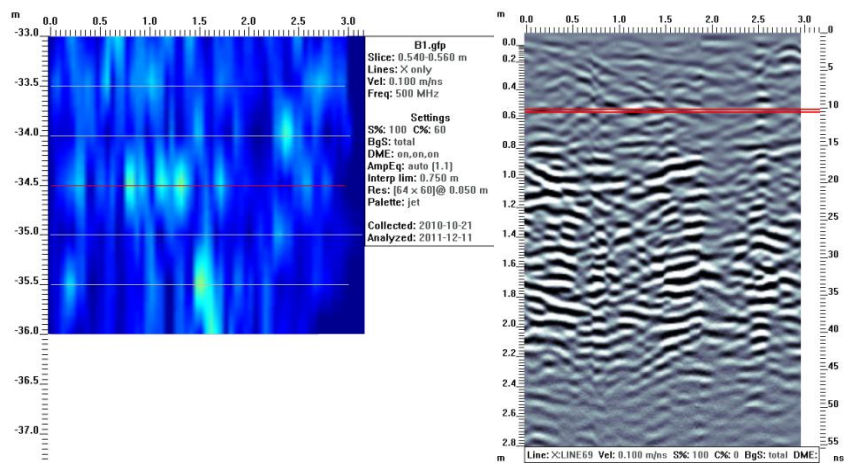 m
0.0 0.5 1.0 1.5 2.0 2.5 3.0
-33.0
-33.5
-34.0
-34.5
-35.0
-35.5
-36.0
-36.5
-37.0
B1.gfp
Slice: 0.540-0.560 m
Lines: X only
Vel: 0.100 m/ns
Freq: 500 MHz
Settings
S%: 100 C%: 60
BgS: total
DME: on,on,on
AmpEq: auto [1.1]
Interp lim: 0.750 m
Res: [64 x 60]@ 0.050 m
Palette: jet
Collected: 2010-10-21
Analyzed: 2011-12-11
m
0.0 0.5 1.0 1.5 2.0 2.5 3.0
0.0
0.2
0.4
0.6
0.8
1.0
1.2
1.4
1.6
1.8
2.0
2.2
2.4
2.6
2.8
0
5
10
15
20
25
30
35
40
45
50
55
m
Line: X:LINE69 Vel: 0.100 m/ns S%: 100 C%: 0 BgS: total DME:
ns